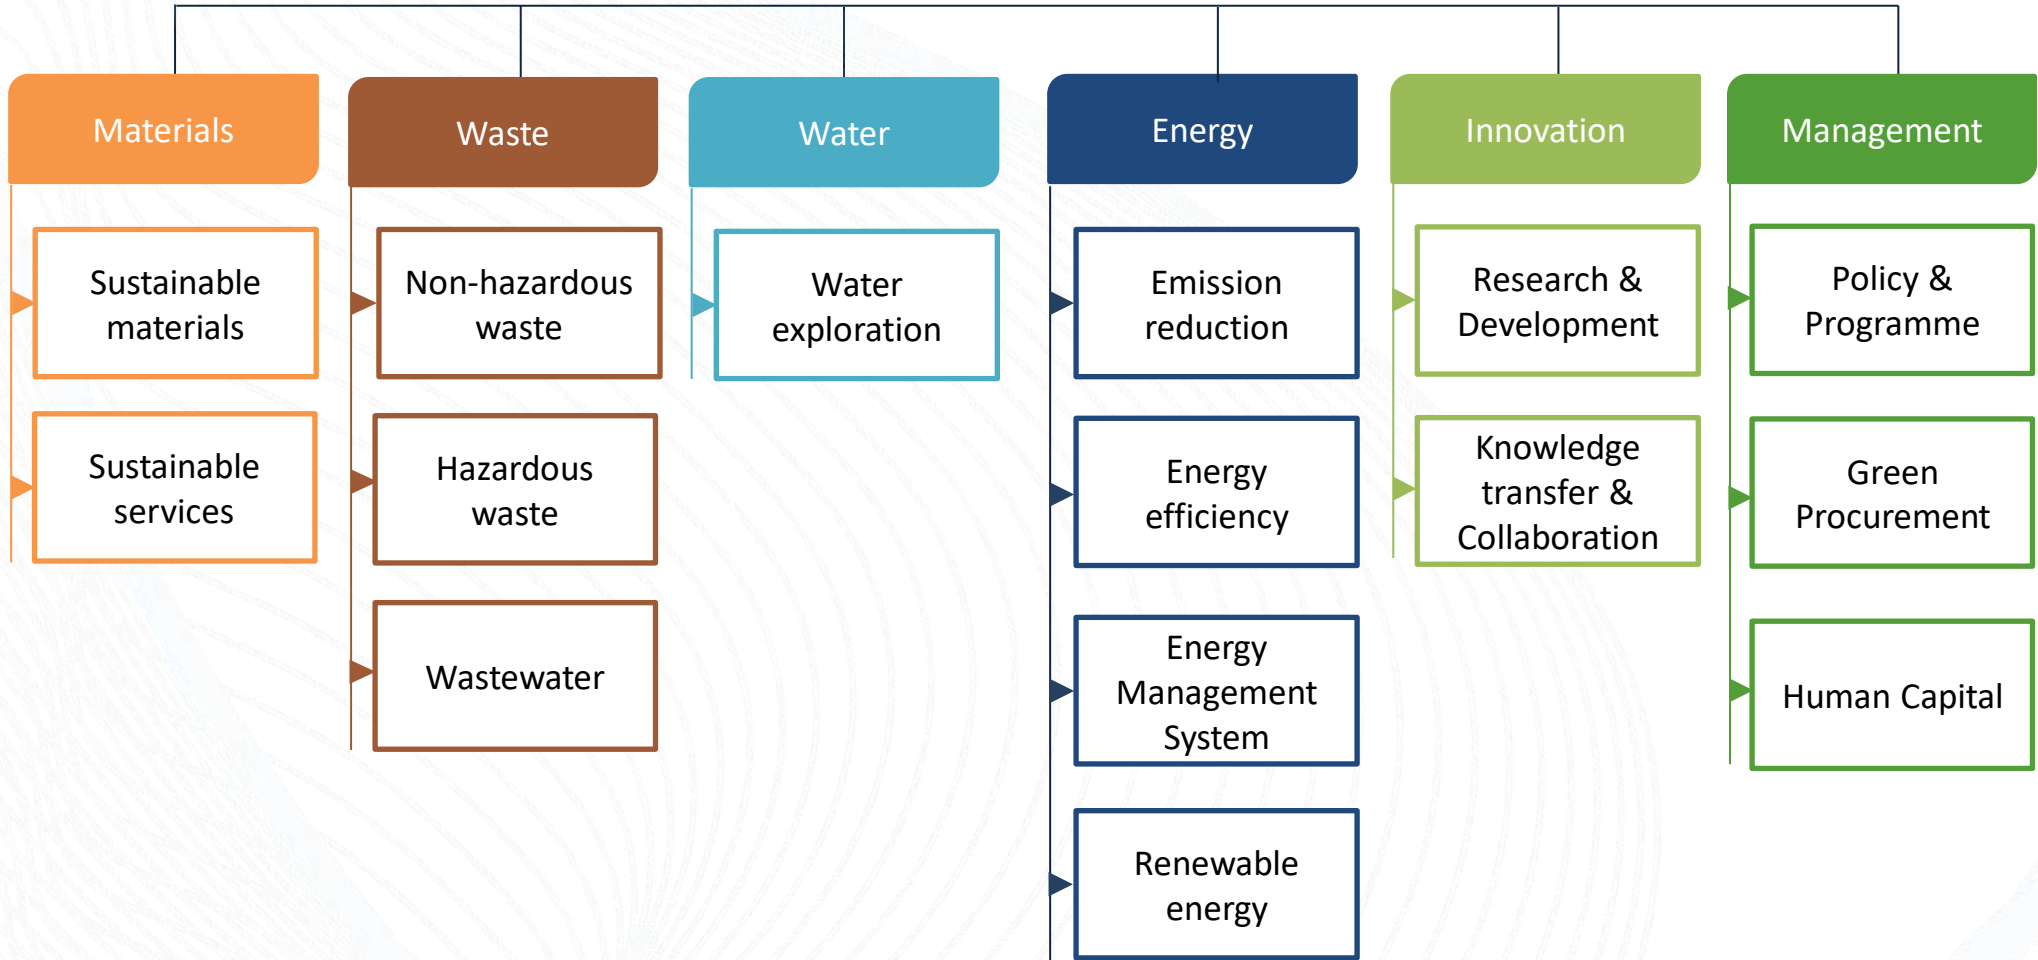 Materials
Waste
Water
Energy
Innovation
Management
Sustainable
materials
Sustainable
services
Non-hazardous
waste
Hazardous
waste
Wastewater
Water
exploration
Emission
reduction
Energy
efficiency
Energy
Management
System
Renewable
energy
Research &
Development
Knowledge
transfer &
Collaboration
Policy &
Programme
Green
Procurement
Human Capital